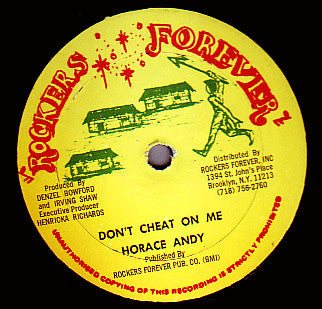 "ROCKERS FOREVER"
Produced By
DENZEL BOWFORD
and IRVING SHAW
Executive Producer
HENRICKA RICHARDS
Distributed By
ROCKERS FOREVER, INC
1394 St. John's Place
Brooklyn, N.Y. 11213
(718) 756-2760
DON'T CHEAT ON ME
HORACE ANDY
Published By
ROCKERS FOREVER PUB. CO. (BMI)
UNAUTHORISED COPYING OF THIS RECORDING IS STRICTLY PROHIBITED